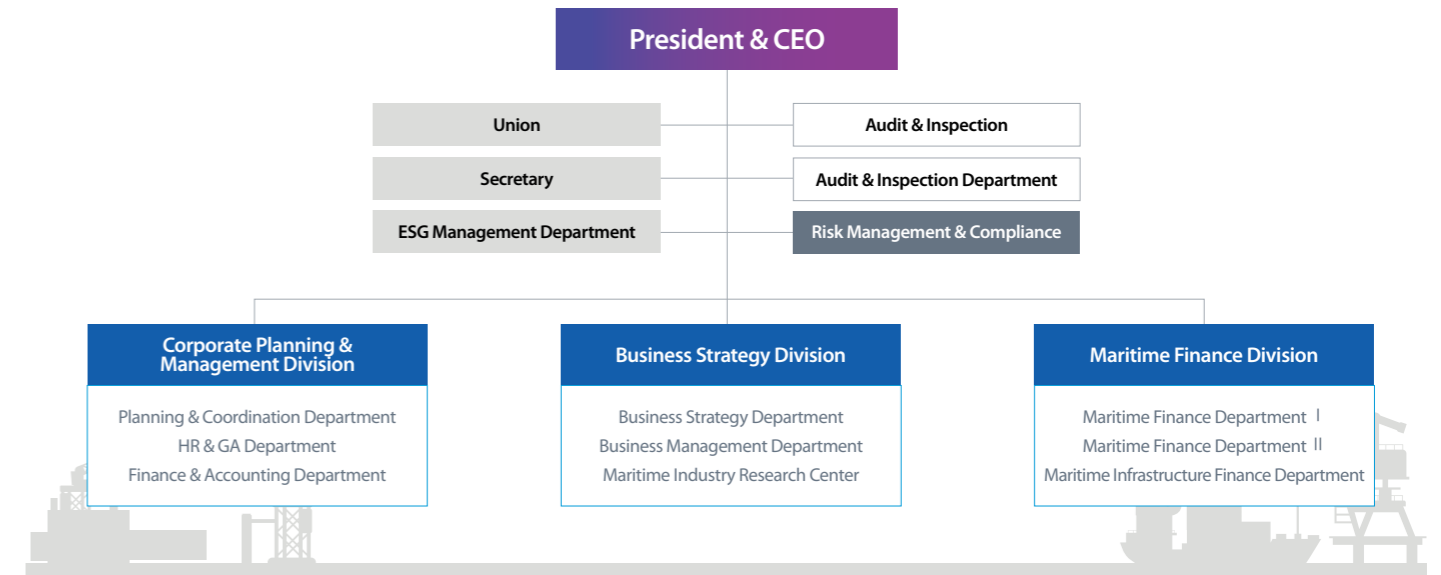 President & CEO
Union
Audit & Inspection
Secretary
Audit & Inspection Department
ESG Management Department
Risk Management & Compliance
Corporate Planning &
Management Division
Planning & Coordination Department
HR & GA Department
Finance & Accounting Department
Business Strategy Division
Business Strategy Department
Business Management Department
Maritime Industry Research Center
Maritime Finance Division
Maritime Finance Department Ⅰ
Maritime Finance Department Ⅱ
Maritime Infrastructure Finance Department